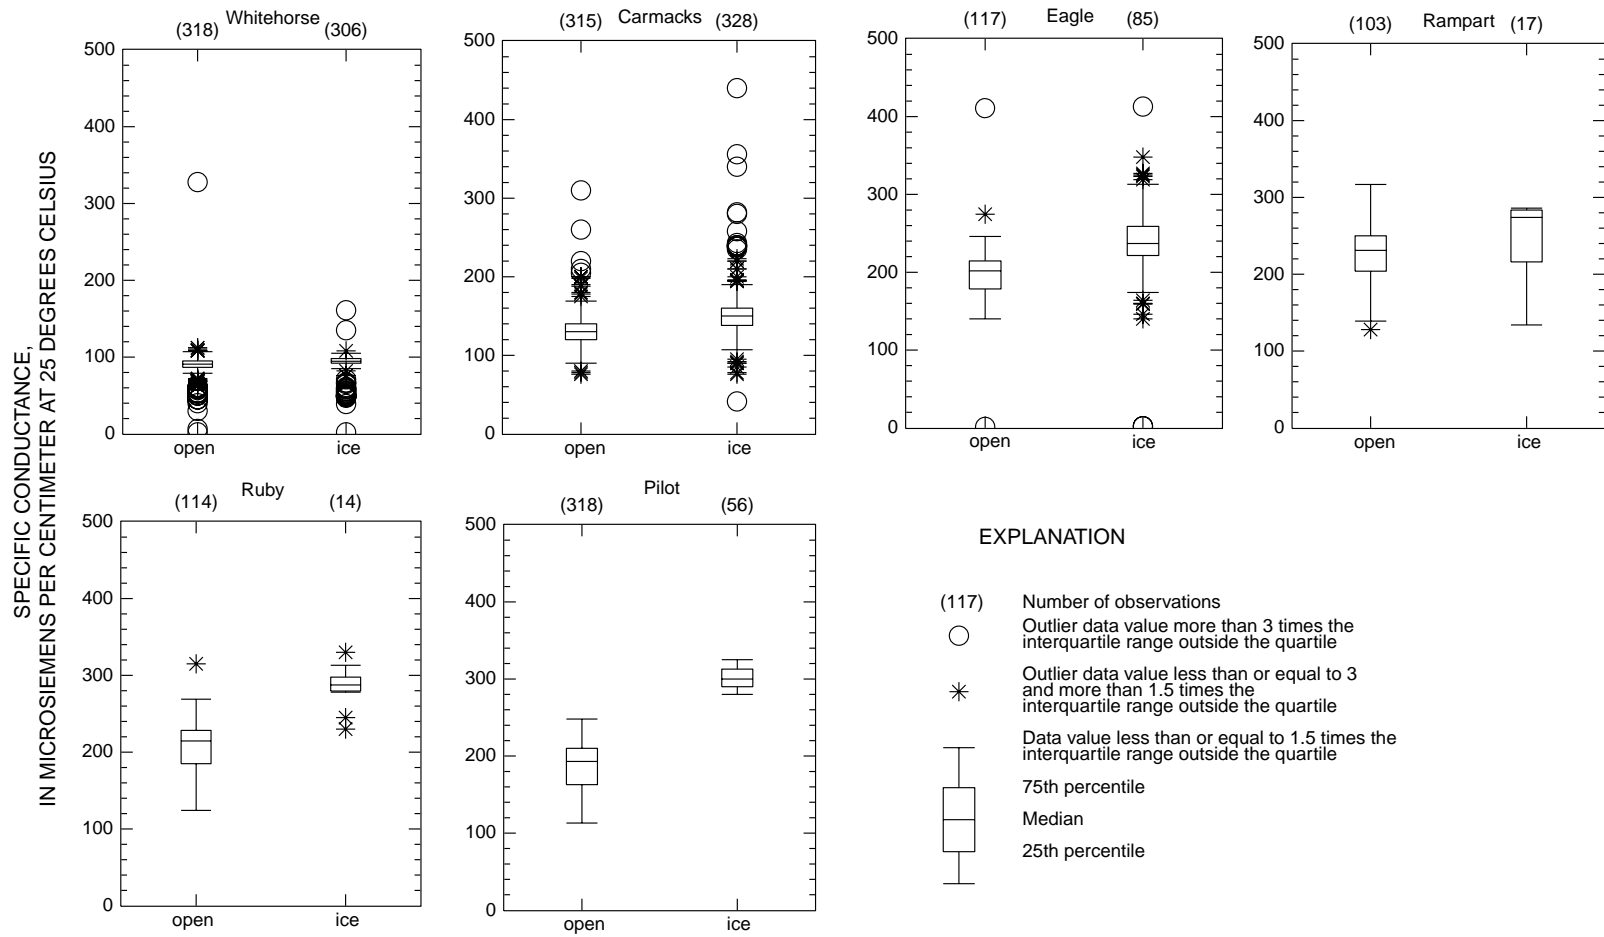 SPECIFIC CONDUCTANCE,
IN MICROSIEMENS PER CENTIMETER AT 25 DEGREES CELSIUS
Whitehorse
(318) (306)
500
400
300
200
100
0
open ice
Carmacks
(315) (328)
500
400
300
200
100
0
open ice
Eagle
(117) (85)
500
400
300
200
100
0
open ice
Rampart
(103) (17)
500
400
300
200
100
0
open ice
Ruby
(114) (14)
500
400
300
200
100
0
open ice
Pilot
(318) (56)
500
400
300
200
100
0
open ice
EXPLANATION
(117) Number of observations
Outlier data value more than 3 times the
interquartile range outside the quartile
Outlier data value less than or equal to 3
and more than 1.5 times the
interquartile range outside the quartile
Data value less than or equal to 1.5 times the
interquartile range outside the quartile
75th percentile
Median
25th percentile